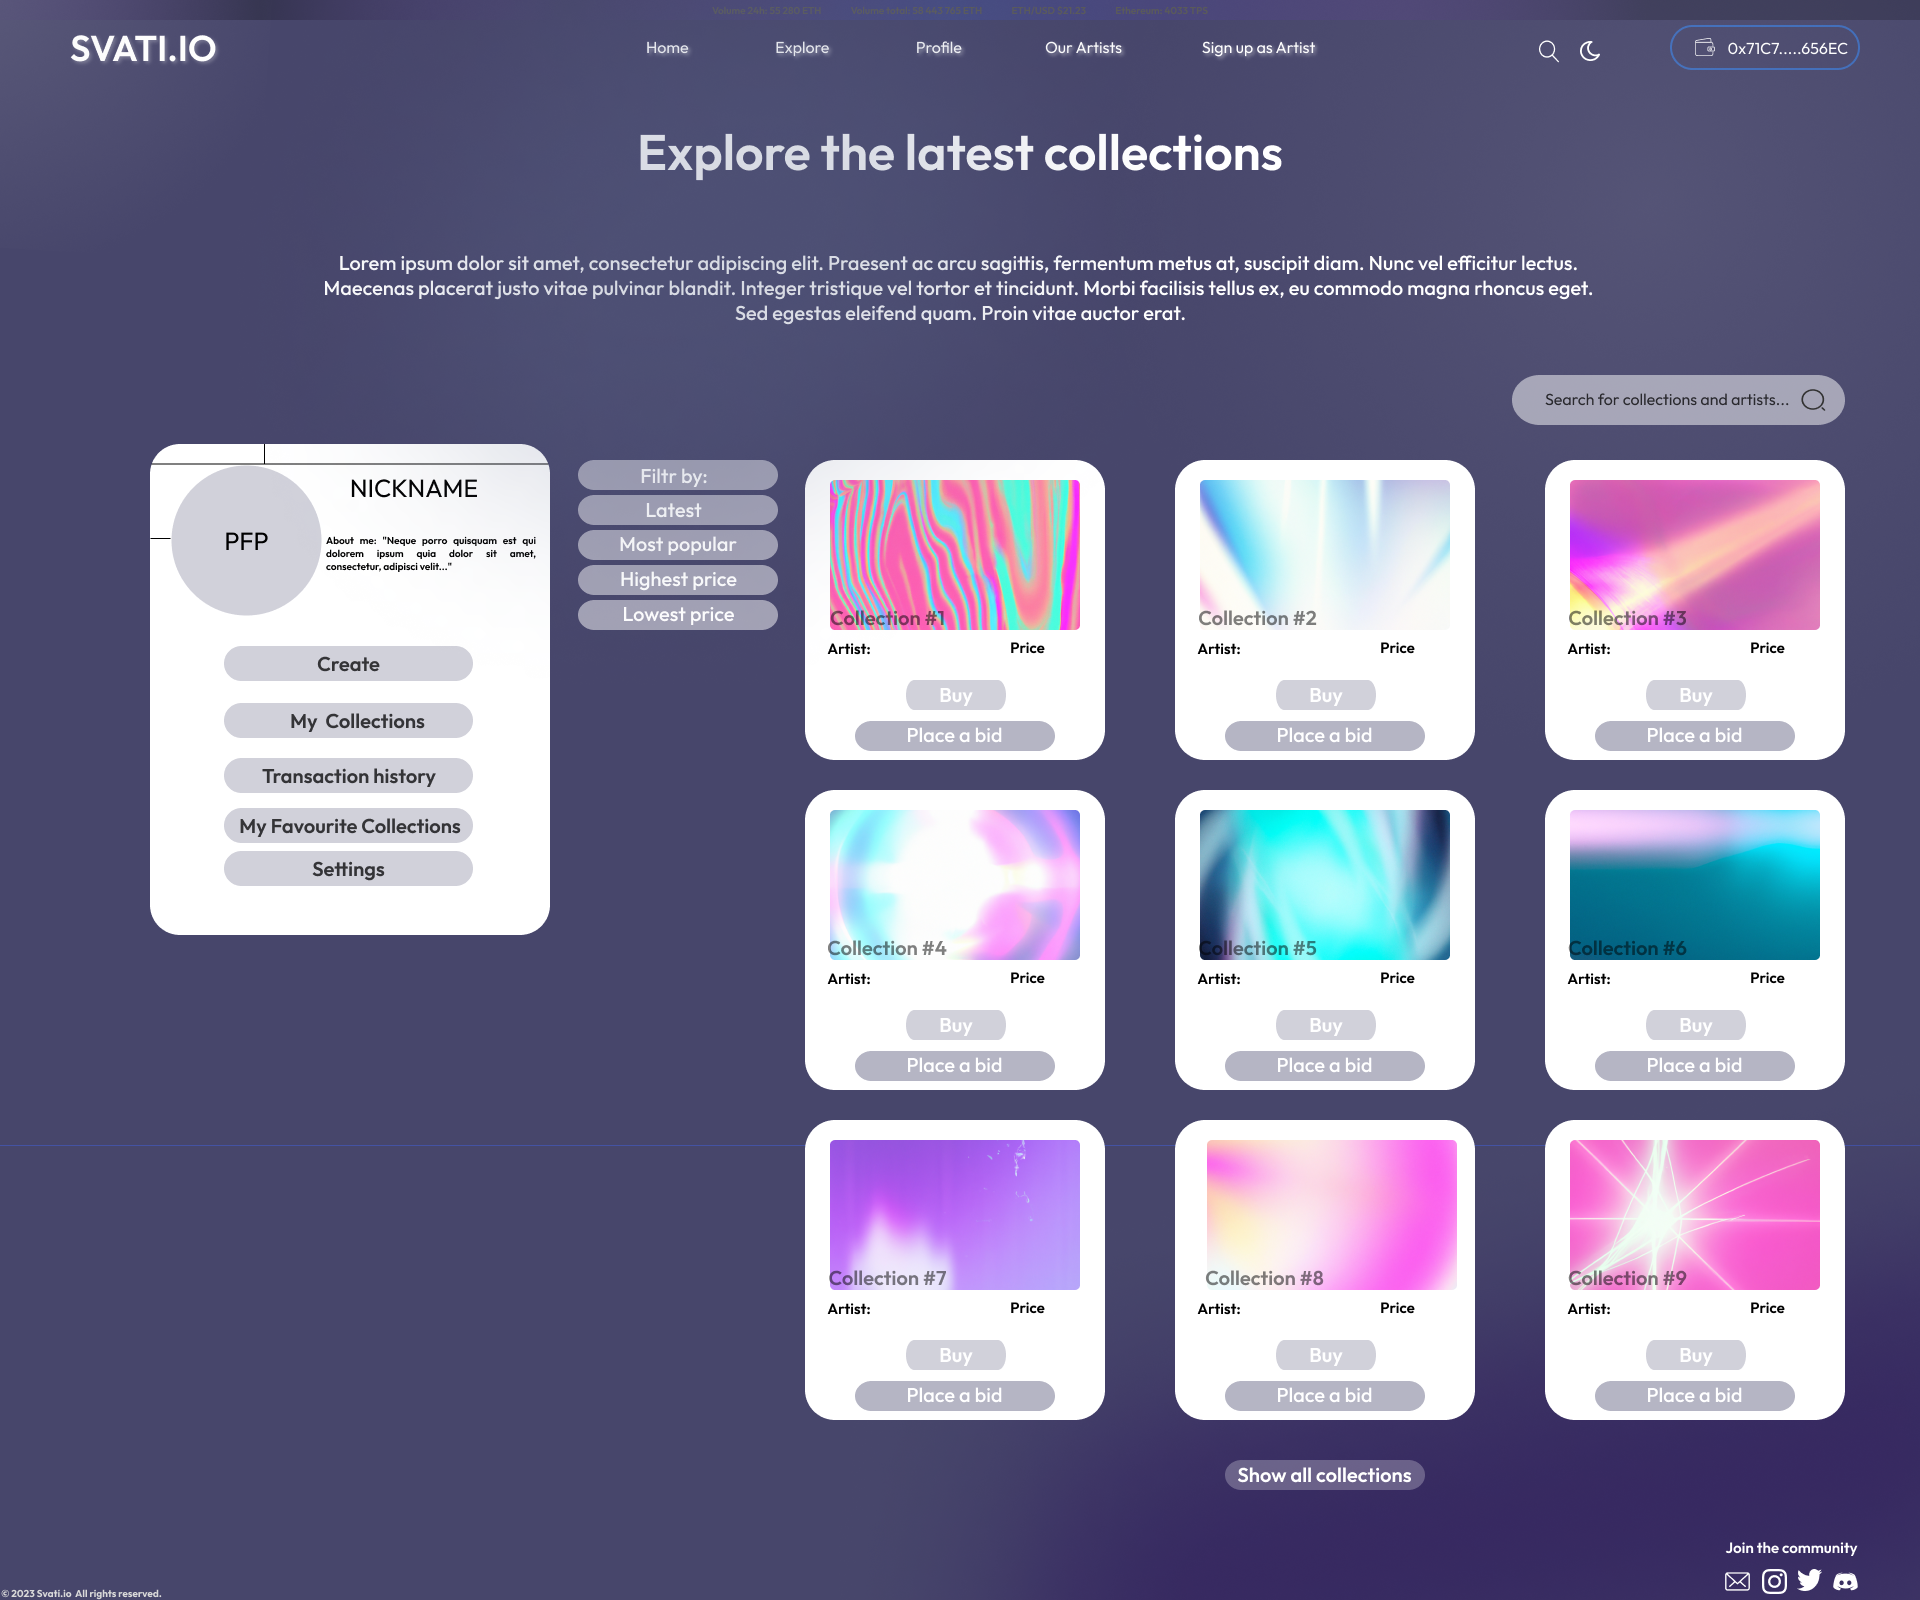 Volume 24h: 55 280 ETH Volume total: 58 443 765 ETH ETH/USD $21,23 Ethereum: 4033 TPS
SVATI.IO
Home Explore Profile Our Artists Sign up as Artist
0x71C7.....656EC
Explore the latest collections
Lorem ipsum dolor sit amet, consectetur adipiscing elit. Praesent ac arcu sagittis, fermentum metus at, suscipit diam. Nunc vel efficitur lectus.
Maecenas placerat justo vitae pulvinar blandit. Integer tristique vel tortor et tincidunt. Morbi facilisis tellus ex, eu commodo magna rhoncus eget.
Sed egestas eleifend quam. Proin vitae auctor erat.
Search for collections and artists...
NICKNAME
PFP
About me: "Neque porro quisquam est qui
dolorem ipsum quia dolor sit amet,
consectetur, adipisci velit..."
Create
My Collections
Transaction history
My Favourite Collections
Settings
Filtr by:
Latest
Most popular
Highest price
Lowest price
Collection #1
Artist: Price
Buy
Place a bid
Collection #2
Artist: Price
Buy
Place a bid
Collection #3
Artist: Price
Buy
Place a bid
Collection #4
Artist: Price
Buy
Place a bid
Collection #5
Artist: Price
Buy
Place a bid
Collection #6
Artist: Price
Buy
Place a bid
Collection #7
Artist: Price
Buy
Place a bid
Collection #8
Artist: Price
Buy
Place a bid
Collection #9
Artist: Price
Buy
Place a bid
Show all collections
Join the community
© 2023 Svati.io All rights reserved.